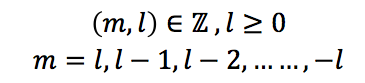 (m, l) ∈ ℤ , l ≥ 0
m = l, l − 1, l − 2, … … , −l